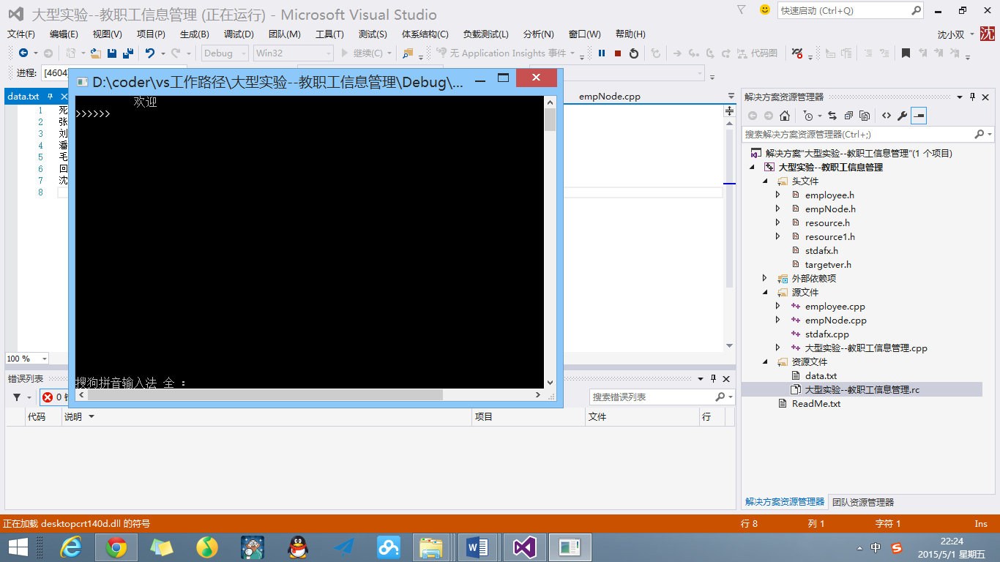 大型实验--教职工信息管理 (正在运行) - Microsoft Visual Studio
快速启动 (Ctrl+Q)
文件(F) 编辑(E) 视图(V) 项目(P) 生成(B) 调试(D) 团队(M) 工具(T) 测试(S) 体系结构(C) 负载测试(L) 分析(N) 窗口(W) 帮助(H)
沈小双 沈
Debug Win32 继续(C) 无 Application Insights 事件 代码图
进程: [4604]
D:\coder\vs工作路径\大型实验--教职工信息管理\Debug\...
data.txt
empNode.cpp
欢迎
>>>>>>
搜狗拼音输入法 全 :
1 死
2 张
3 刘
4 潘
5 毛
6 回
7 沈
8
100 %
错误列表
0
搜索错误列表
代码 说明 项目 文件 行
解决方案资源管理器
搜索解决方案资源管理器(Ctrl+;)
解决方案"大型实验--教职工信息管理"(1 个项目)
大型实验--教职工信息管理
头文件
employee.h
empNode.h
resource.h
resource1.h
stdafx.h
targetver.h
外部依赖项
源文件
employee.cpp
empNode.cpp
stdafx.cpp
大型实验--教职工信息管理.cpp
资源文件
data.txt
大型实验--教职工信息管理.rc
ReadMe.txt
解决方案资源管理器 团队资源管理器
正在加载 desktopcrt140d.dll 的符号
行 8 列 1 字符 1 Ins
中
22:24
2015/5/1 星期五